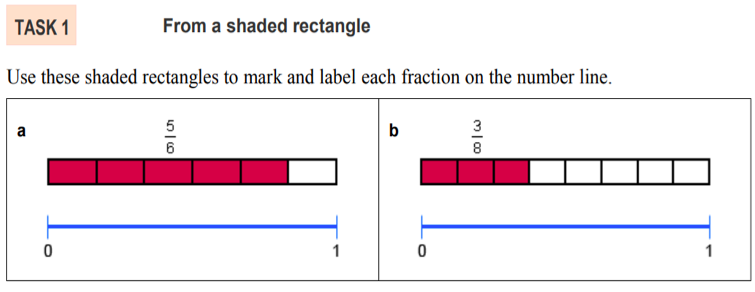 TASK 1 From a shaded rectangle
Use these shaded rectangles to mark and label each fraction on the number line.
a 5/6
0 1
b 3/8
0 1